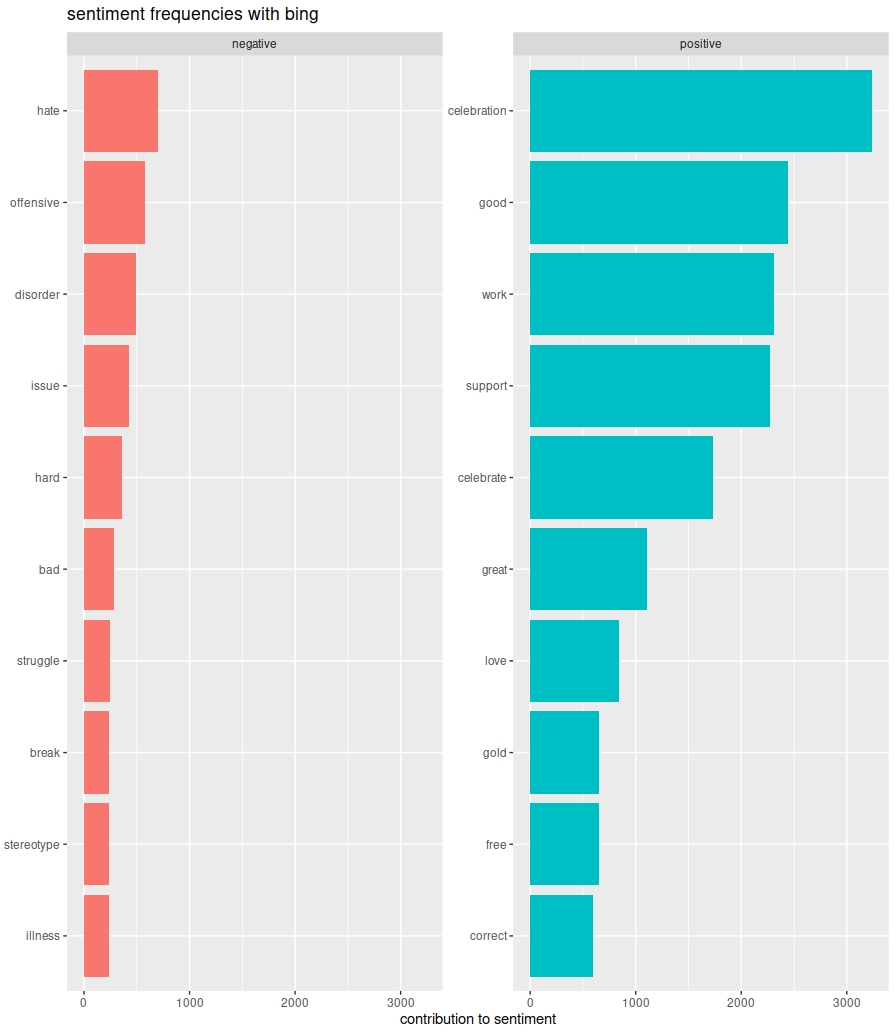 sentiment frequencies with bing
negative
hate
offensive
disorder
issue
hard
bad
struggle
break
stereotype
illness
0 1000 2000 3000
positive
celebration
good
work
support
celebrate
great
love
gold
free
correct
0 1000 2000 3000
contribution to sentiment